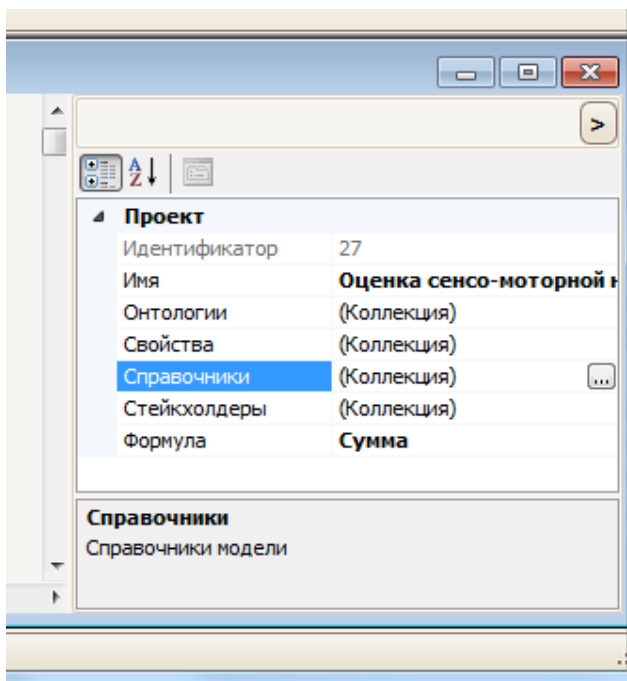 >
A
Z
Проект
Идентификатор 27
Имя Оценка сенсо-моторной
Онтологии (Коллекция)
Свойства (Коллекция)
Справочники (Коллекция) ...
Стейкхолдеры (Коллекция)
Формула Сумма
Справочники
Справочники модели